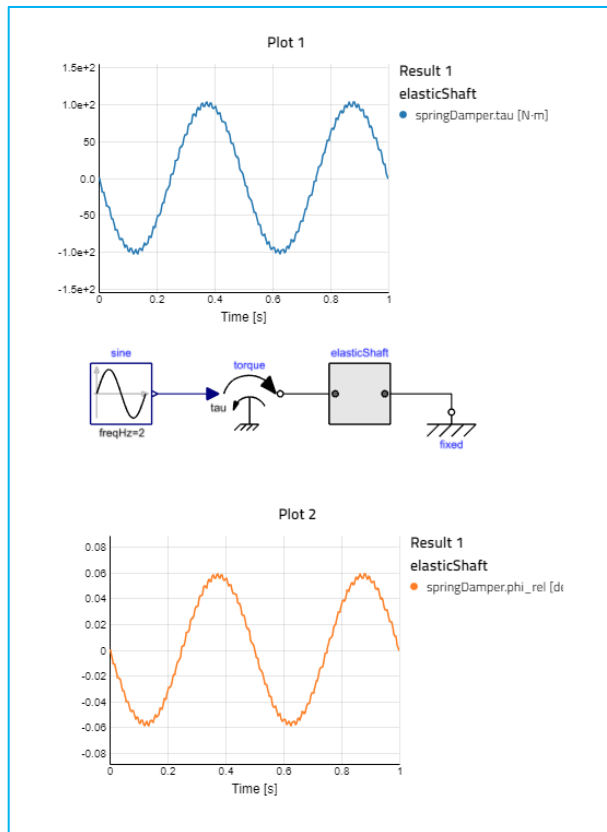 Plot 1
1.5e+2
1.0e+2
50
0.0
-50
-1.0e+2
-1.5e+2
0
0.2
0.4
0.6
0.8
1
Time [s]
Result 1
elasticShaft
springDamper.tau [N·m]
sine
torque
elasticShaft
tau
freqHz=2
fixed
Plot 2
0.08
0.06
0.04
0.02
0
-0.02
-0.04
-0.06
-0.08
0
0.2
0.4
0.6
0.8
1
Time [s]
Result 1
elasticShaft
springDamper.phi_rel [de